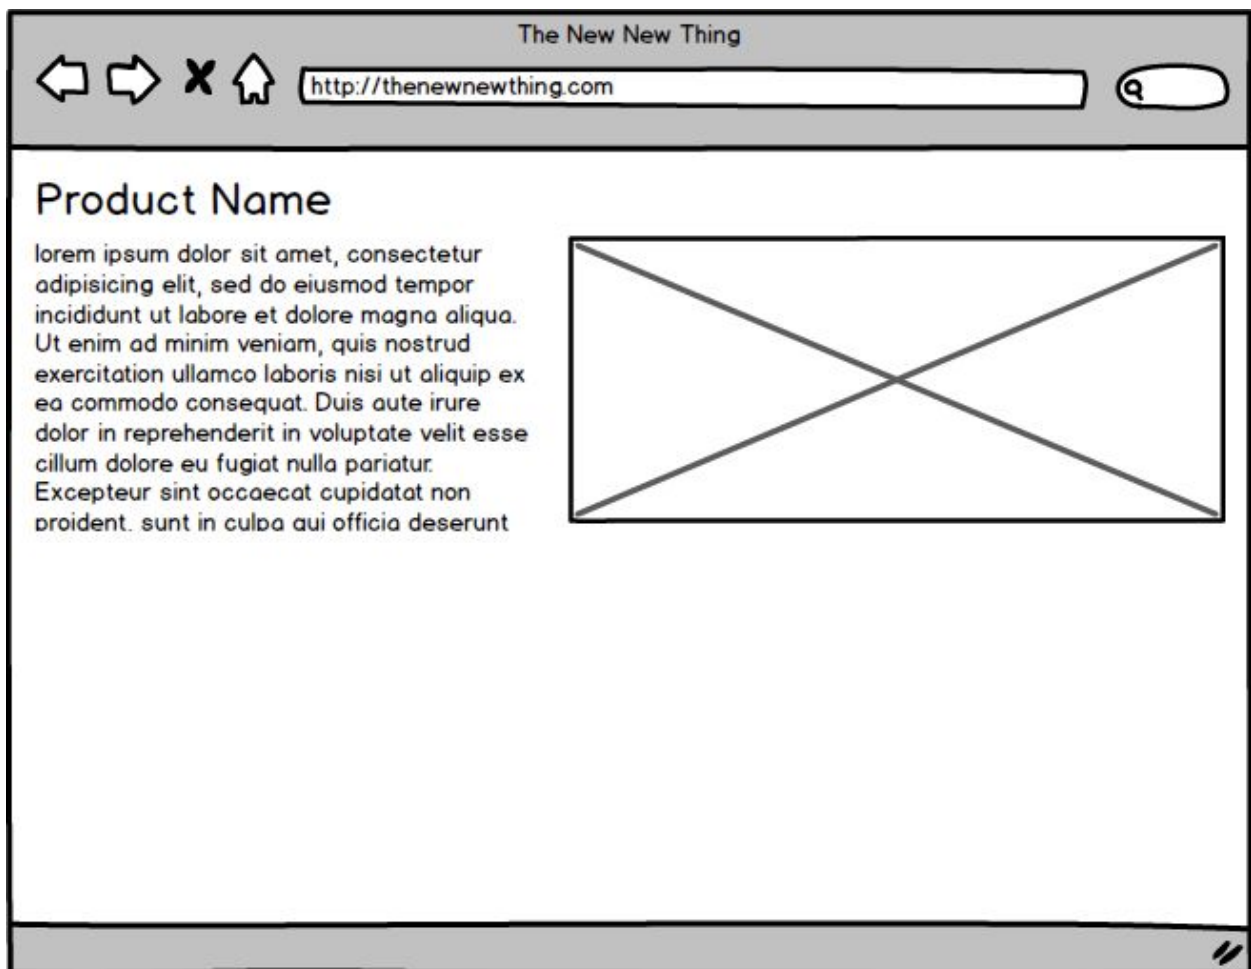 The New New Thing
http://thenewnewthing.com
Product Name
lorem ipsum dolor sit amet, consectetur
adipisicing elit, sed do eiusmod tempor
incididunt ut labore et dolore magna aliqua.
Ut enim ad minim veniam, quis nostrud
exercitation ullamco laboris nisi ut aliquip ex
ea commodo consequat. Duis aute irure
dolor in reprehenderit in voluptate velit esse
cillum dolore eu fugiat nulla pariatur.
Excepteur sint occaecat cupidatat non
proident, sunt in culpa qui officia deserunt